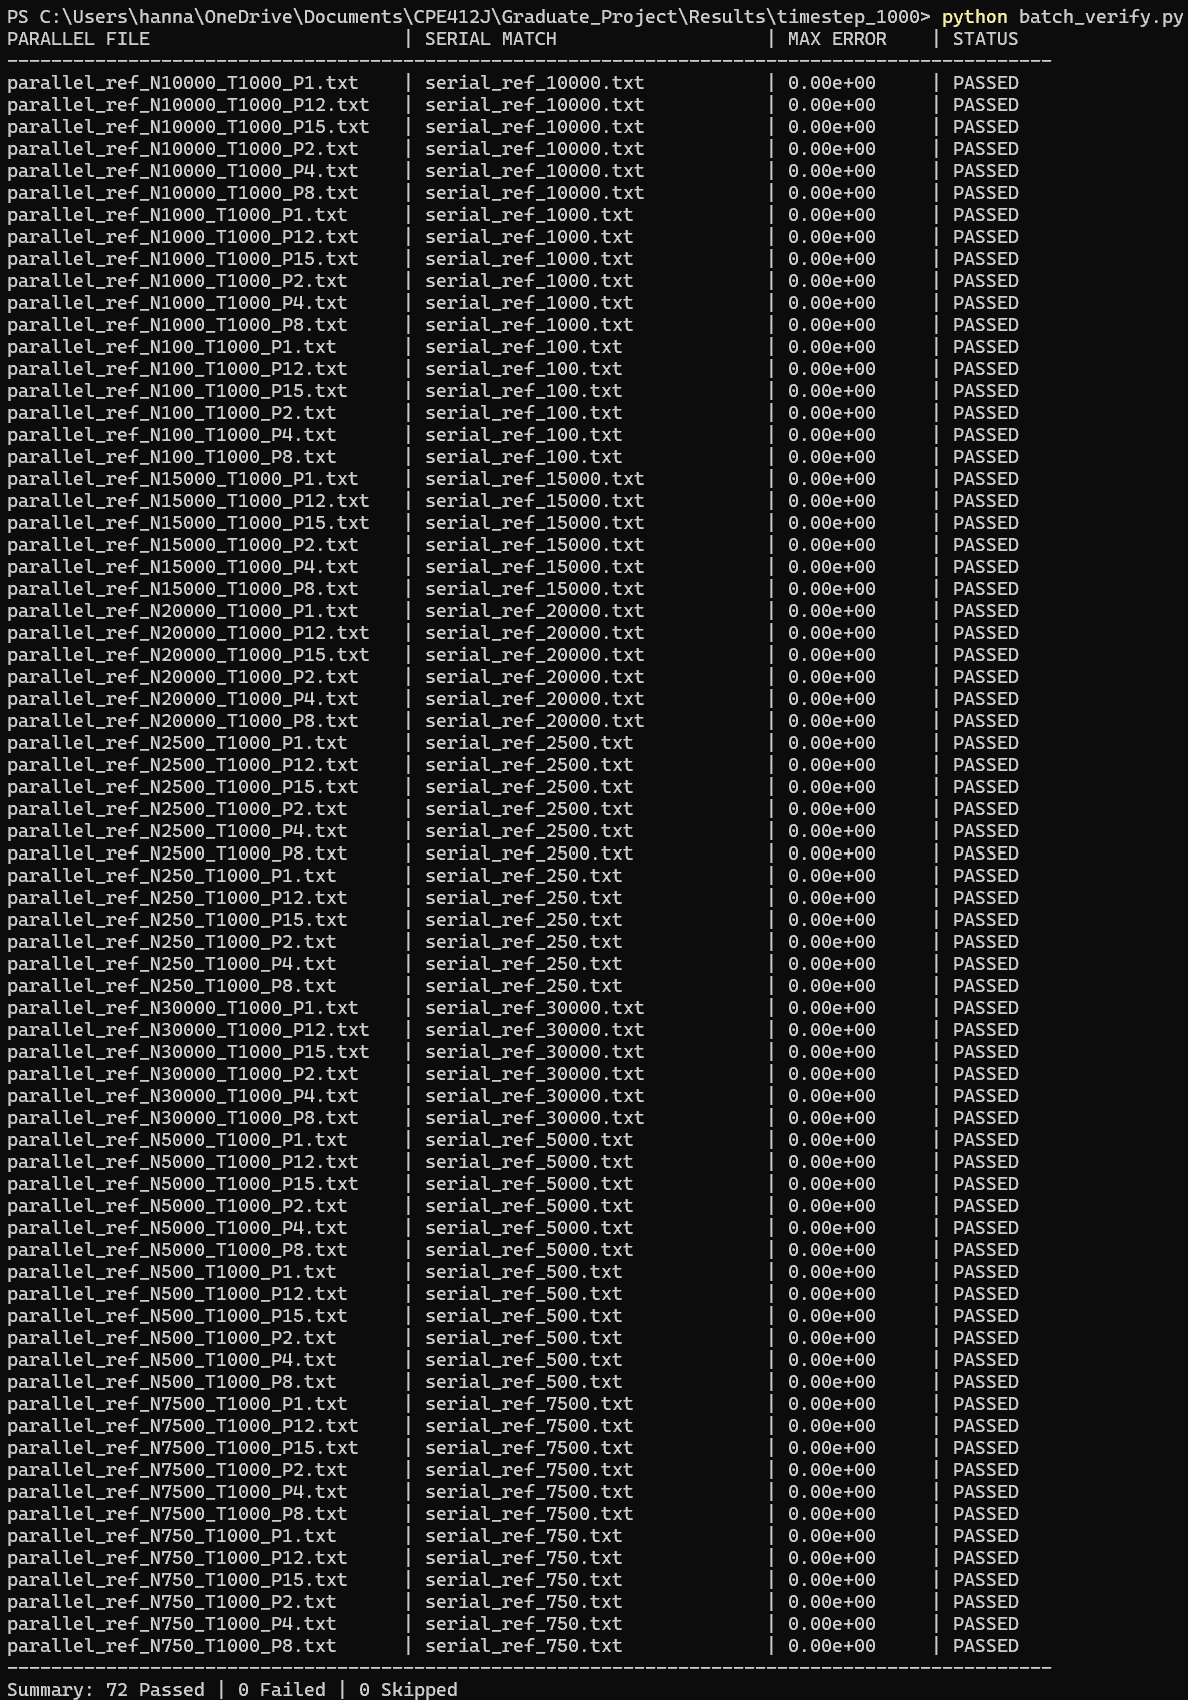 PS C:\Users\hanna\OneDrive\Documents\CPE412J\Graduate_Project\Results\timestep_1000> python batch_verify.py
PARALLEL FILE | SERIAL MATCH | MAX ERROR | STATUS
-----------------------------------------------------------------------------------------------
parallel_ref_N10000_T1000_P1.txt | serial_ref_10000.txt | 0.00e+00 | PASSED
parallel_ref_N10000_T1000_P12.txt | serial_ref_10000.txt | 0.00e+00 | PASSED
parallel_ref_N10000_T1000_P15.txt | serial_ref_10000.txt | 0.00e+00 | PASSED
parallel_ref_N10000_T1000_P2.txt | serial_ref_10000.txt | 0.00e+00 | PASSED
parallel_ref_N10000_T1000_P4.txt | serial_ref_10000.txt | 0.00e+00 | PASSED
parallel_ref_N10000_T1000_P8.txt | serial_ref_10000.txt | 0.00e+00 | PASSED
parallel_ref_N1000_T1000_P1.txt | serial_ref_1000.txt | 0.00e+00 | PASSED
parallel_ref_N1000_T1000_P12.txt | serial_ref_1000.txt | 0.00e+00 | PASSED
parallel_ref_N1000_T1000_P15.txt | serial_ref_1000.txt | 0.00e+00 | PASSED
parallel_ref_N1000_T1000_P2.txt | serial_ref_1000.txt | 0.00e+00 | PASSED
parallel_ref_N1000_T1000_P4.txt | serial_ref_1000.txt | 0.00e+00 | PASSED
parallel_ref_N1000_T1000_P8.txt | serial_ref_1000.txt | 0.00e+00 | PASSED
parallel_ref_N100_T1000_P1.txt | serial_ref_100.txt | 0.00e+00 | PASSED
parallel_ref_N100_T1000_P12.txt | serial_ref_100.txt | 0.00e+00 | PASSED
parallel_ref_N100_T1000_P15.txt | serial_ref_100.txt | 0.00e+00 | PASSED
parallel_ref_N100_T1000_P2.txt | serial_ref_100.txt | 0.00e+00 | PASSED
parallel_ref_N100_T1000_P4.txt | serial_ref_100.txt | 0.00e+00 | PASSED
parallel_ref_N100_T1000_P8.txt | serial_ref_100.txt | 0.00e+00 | PASSED
parallel_ref_N15000_T1000_P1.txt | serial_ref_15000.txt | 0.00e+00 | PASSED
parallel_ref_N15000_T1000_P12.txt | serial_ref_15000.txt | 0.00e+00 | PASSED
parallel_ref_N15000_T1000_P15.txt | serial_ref_15000.txt | 0.00e+00 | PASSED
parallel_ref_N15000_T1000_P2.txt | serial_ref_15000.txt | 0.00e+00 | PASSED
parallel_ref_N15000_T1000_P4.txt | serial_ref_15000.txt | 0.00e+00 | PASSED
parallel_ref_N15000_T1000_P8.txt | serial_ref_15000.txt | 0.00e+00 | PASSED
parallel_ref_N20000_T1000_P1.txt | serial_ref_20000.txt | 0.00e+00 | PASSED
parallel_ref_N20000_T1000_P12.txt | serial_ref_20000.txt | 0.00e+00 | PASSED
parallel_ref_N20000_T1000_P15.txt | serial_ref_20000.txt | 0.00e+00 | PASSED
parallel_ref_N20000_T1000_P2.txt | serial_ref_20000.txt | 0.00e+00 | PASSED
parallel_ref_N20000_T1000_P4.txt | serial_ref_20000.txt | 0.00e+00 | PASSED
parallel_ref_N20000_T1000_P8.txt | serial_ref_20000.txt | 0.00e+00 | PASSED
parallel_ref_N2500_T1000_P1.txt | serial_ref_2500.txt | 0.00e+00 | PASSED
parallel_ref_N2500_T1000_P12.txt | serial_ref_2500.txt | 0.00e+00 | PASSED
parallel_ref_N2500_T1000_P15.txt | serial_ref_2500.txt | 0.00e+00 | PASSED
parallel_ref_N2500_T1000_P2.txt | serial_ref_2500.txt | 0.00e+00 | PASSED
parallel_ref_N2500_T1000_P4.txt | serial_ref_2500.txt | 0.00e+00 | PASSED
parallel_ref_N2500_T1000_P8.txt | serial_ref_2500.txt | 0.00e+00 | PASSED
parallel_ref_N250_T1000_P1.txt | serial_ref_250.txt | 0.00e+00 | PASSED
parallel_ref_N250_T1000_P12.txt | serial_ref_250.txt | 0.00e+00 | PASSED
parallel_ref_N250_T1000_P15.txt | serial_ref_250.txt | 0.00e+00 | PASSED
parallel_ref_N250_T1000_P2.txt | serial_ref_250.txt | 0.00e+00 | PASSED
parallel_ref_N250_T1000_P4.txt | serial_ref_250.txt | 0.00e+00 | PASSED
parallel_ref_N250_T1000_P8.txt | serial_ref_250.txt | 0.00e+00 | PASSED
parallel_ref_N30000_T1000_P1.txt | serial_ref_30000.txt | 0.00e+00 | PASSED
parallel_ref_N30000_T1000_P12.txt | serial_ref_30000.txt | 0.00e+00 | PASSED
parallel_ref_N30000_T1000_P15.txt | serial_ref_30000.txt | 0.00e+00 | PASSED
parallel_ref_N30000_T1000_P2.txt | serial_ref_30000.txt | 0.00e+00 | PASSED
parallel_ref_N30000_T1000_P4.txt | serial_ref_30000.txt | 0.00e+00 | PASSED
parallel_ref_N30000_T1000_P8.txt | serial_ref_30000.txt | 0.00e+00 | PASSED
parallel_ref_N5000_T1000_P1.txt | serial_ref_5000.txt | 0.00e+00 | PASSED
parallel_ref_N5000_T1000_P12.txt | serial_ref_5000.txt | 0.00e+00 | PASSED
parallel_ref_N5000_T1000_P15.txt | serial_ref_5000.txt | 0.00e+00 | PASSED
parallel_ref_N5000_T1000_P2.txt | serial_ref_5000.txt | 0.00e+00 | PASSED
parallel_ref_N5000_T1000_P4.txt | serial_ref_5000.txt | 0.00e+00 | PASSED
parallel_ref_N5000_T1000_P8.txt | serial_ref_5000.txt | 0.00e+00 | PASSED
parallel_ref_N500_T1000_P1.txt | serial_ref_500.txt | 0.00e+00 | PASSED
parallel_ref_N500_T1000_P12.txt | serial_ref_500.txt | 0.00e+00 | PASSED
parallel_ref_N500_T1000_P15.txt | serial_ref_500.txt | 0.00e+00 | PASSED
parallel_ref_N500_T1000_P2.txt | serial_ref_500.txt | 0.00e+00 | PASSED
parallel_ref_N500_T1000_P4.txt | serial_ref_500.txt | 0.00e+00 | PASSED
parallel_ref_N500_T1000_P8.txt | serial_ref_500.txt | 0.00e+00 | PASSED
parallel_ref_N7500_T1000_P1.txt | serial_ref_7500.txt | 0.00e+00 | PASSED
parallel_ref_N7500_T1000_P12.txt | serial_ref_7500.txt | 0.00e+00 | PASSED
parallel_ref_N7500_T1000_P15.txt | serial_ref_7500.txt | 0.00e+00 | PASSED
parallel_ref_N7500_T1000_P2.txt | serial_ref_7500.txt | 0.00e+00 | PASSED
parallel_ref_N7500_T1000_P4.txt | serial_ref_7500.txt | 0.00e+00 | PASSED
parallel_ref_N7500_T1000_P8.txt | serial_ref_7500.txt | 0.00e+00 | PASSED
parallel_ref_N750_T1000_P1.txt | serial_ref_750.txt | 0.00e+00 | PASSED
parallel_ref_N750_T1000_P12.txt | serial_ref_750.txt | 0.00e+00 | PASSED
parallel_ref_N750_T1000_P15.txt | serial_ref_750.txt | 0.00e+00 | PASSED
parallel_ref_N750_T1000_P2.txt | serial_ref_750.txt | 0.00e+00 | PASSED
parallel_ref_N750_T1000_P4.txt | serial_ref_750.txt | 0.00e+00 | PASSED
parallel_ref_N750_T1000_P8.txt | serial_ref_750.txt | 0.00e+00 | PASSED
-----------------------------------------------------------------------------------------------
Summary: 72 Passed | 0 Failed | 0 Skipped